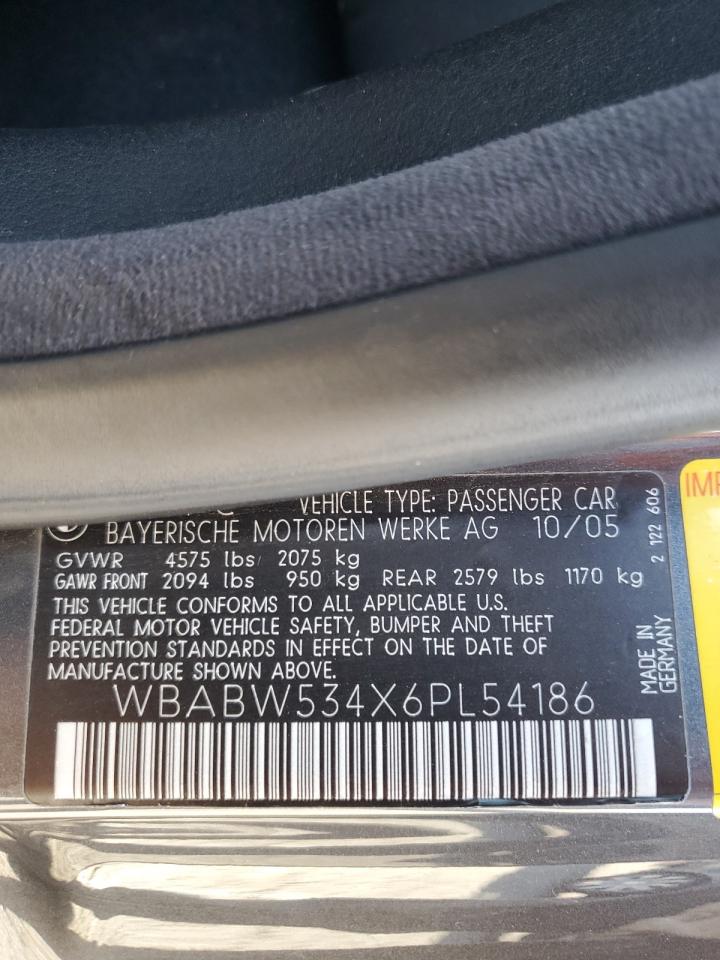 VEHICLE TYPE: PASSENGER CAR
BAYERISCHE MOTOREN WERKE AG 10/05
GVWR 4575 lbs 2075 kg
GAWR FRONT 2094 lbs 950 kg REAR 2579 lbs 1170 kg
THIS VEHICLE CONFORMS TO ALL APPLICABLE U.S.
FEDERAL MOTOR VEHICLE SAFETY, BUMPER AND THEFT
PREVENTION STANDARDS IN EFFECT ON THE DATE OF
MANUFACTURE SHOWN ABOVE.
WBABW534X6PL54186
2 122 606
MADE IN
GERMANY
IMP